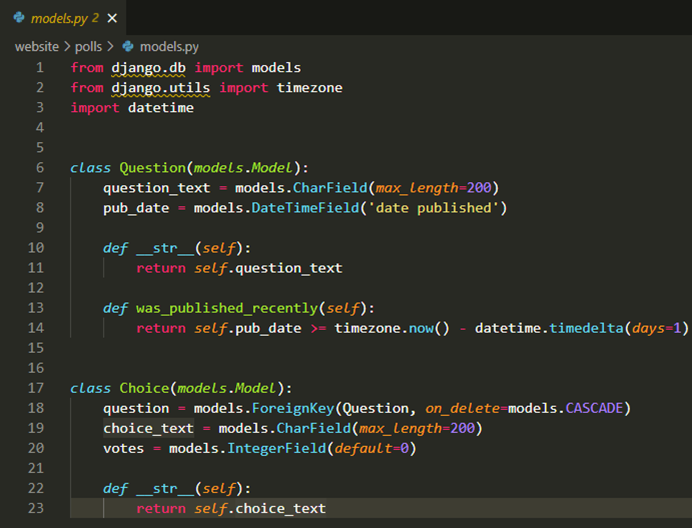 models.py 2 ×
website > polls > models.py
1 from django.db import models
2 from django.utils import timezone
3 import datetime
4
5
6 class Question(models.Model):
7     question_text = models.CharField(max_length=200)
8     pub_date = models.DateTimeField('date published')
9
10     def __str__(self):
11         return self.question_text
12
13     def was_published_recently(self):
14         return self.pub_date >= timezone.now() - datetime.timedelta(days=1)
15
16
17 class Choice(models.Model):
18     question = models.ForeignKey(Question, on_delete=models.CASCADE)
19     choice_text = models.CharField(max_length=200)
20     votes = models.IntegerField(default=0)
21
22     def __str__(self):
23         return self.choice_text